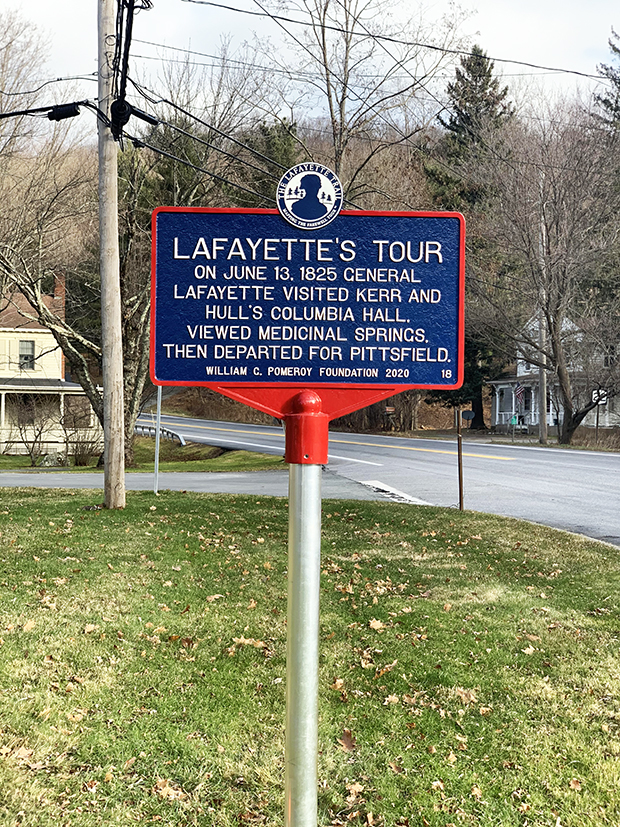 THE LAFAYETTE TRAIL
LAFAYETTE'S TOUR
ON JUNE 13, 1825 GENERAL
LAFAYETTE VISITED KERR AND
HULL'S COLUMBIA HALL,
VIEWED MEDICINAL SPRINGS,
THEN DEPARTED FOR PITTSFIELD.
WILLIAM C. POMEROY FOUNDATION 2020 18